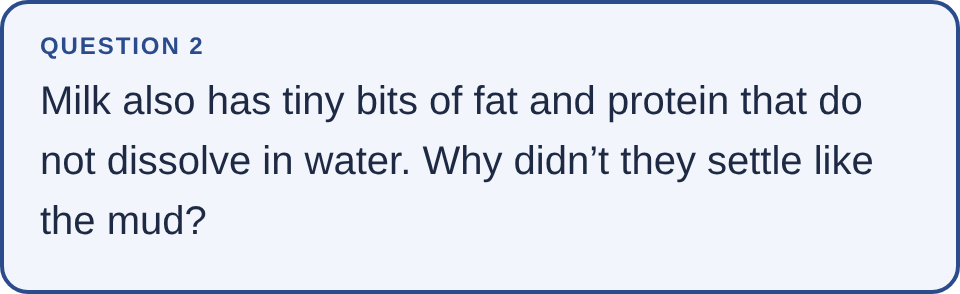 QUESTION 2
Milk also has tiny bits of fat and protein that do
not dissolve in water. Why didn’t they settle like
the mud?